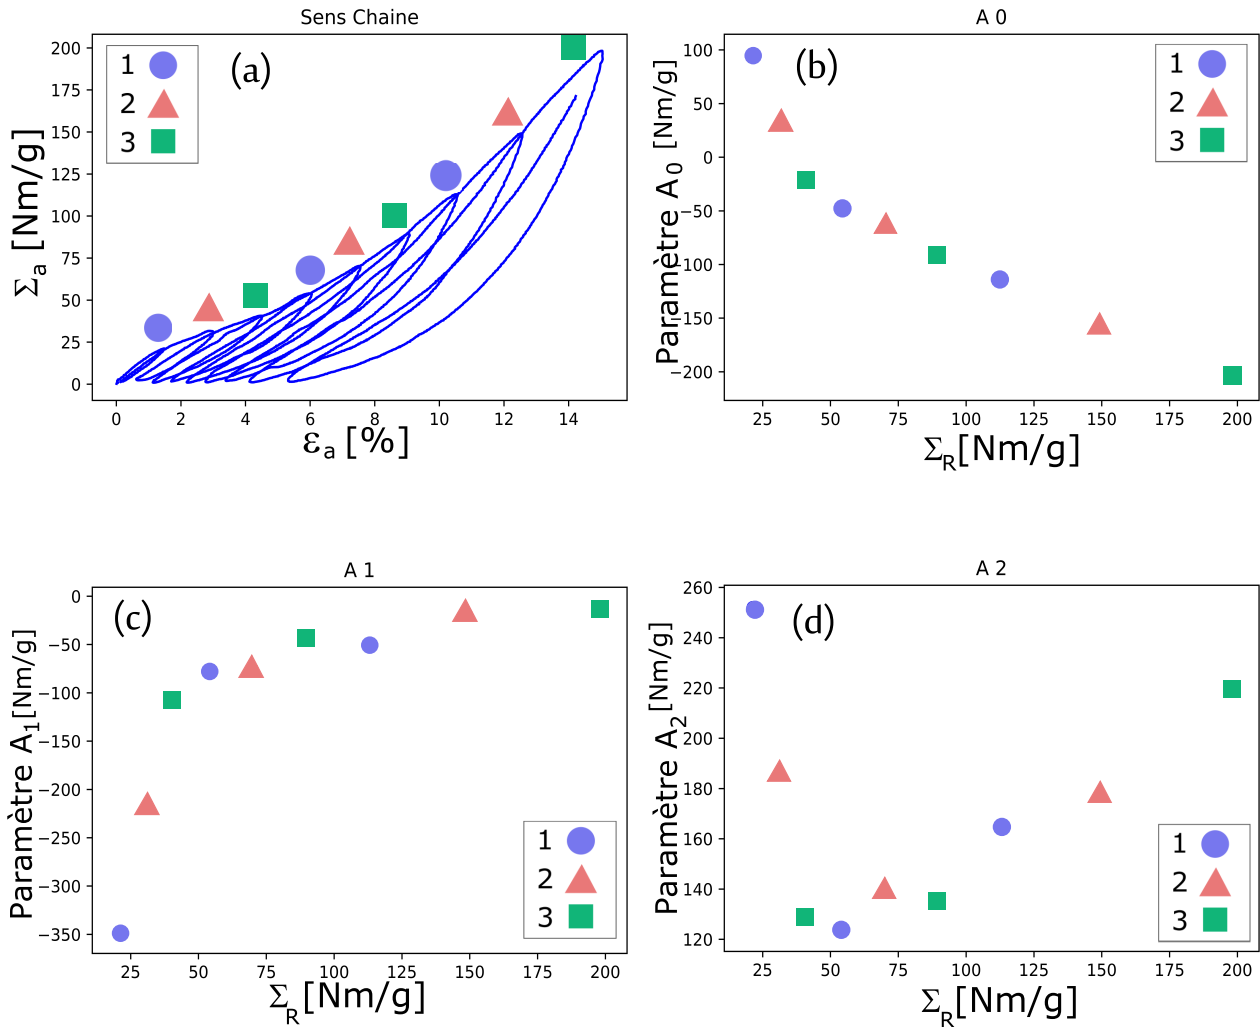 Sens Chaine
(a)
1
2
3
200
175
150
125
100
75
50
25
0
Σa [Nm/g]
0 2 4 6 8 10 12 14
εa [%]
A 0
(b)
1
2
3
100
50
0
−50
−100
−150
−200
Paramètre A0 [Nm/g]
25 50 75 100 125 150 175 200
ΣR[Nm/g]
A 1
(c)
0
−50
−100
−150
−200
−250
−300
−350
Paramètre A1[Nm/g]
1
2
3
25 50 75 100 125 150 175 200
ΣR[Nm/g]
A 2
(d)
260
240
220
200
180
160
140
120
Paramètre A2[Nm/g]
1
2
3
25 50 75 100 125 150 175 200
ΣR[Nm/g]